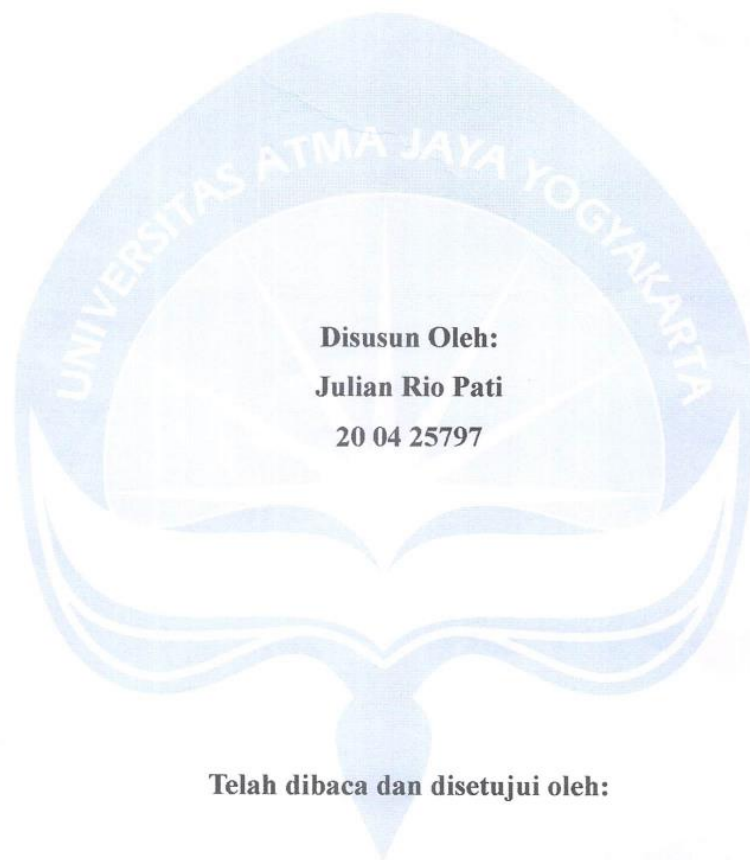 UNIVERSITAS ATMA JAYA YOGYAKARTA
Disusun Oleh:
Julian Rio Pati
20 04 25797
Telah dibaca dan disetujui oleh: